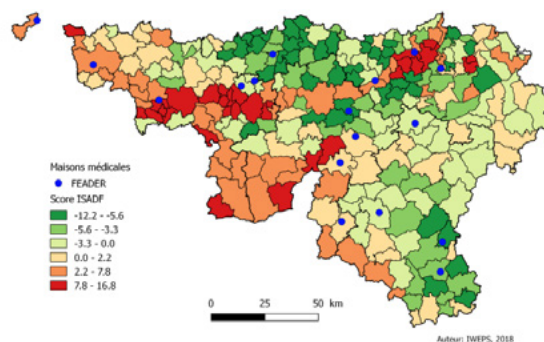 Maisons médicales
FEADER
Score ISADF
-12.2 - -5.6
-5.6 - -3.3
-3.3 - 0.0
0.0 - 2.2
2.2 - 7.8
7.8 - 16.8
0 25 50 km
Auteur: IWEPS, 2018